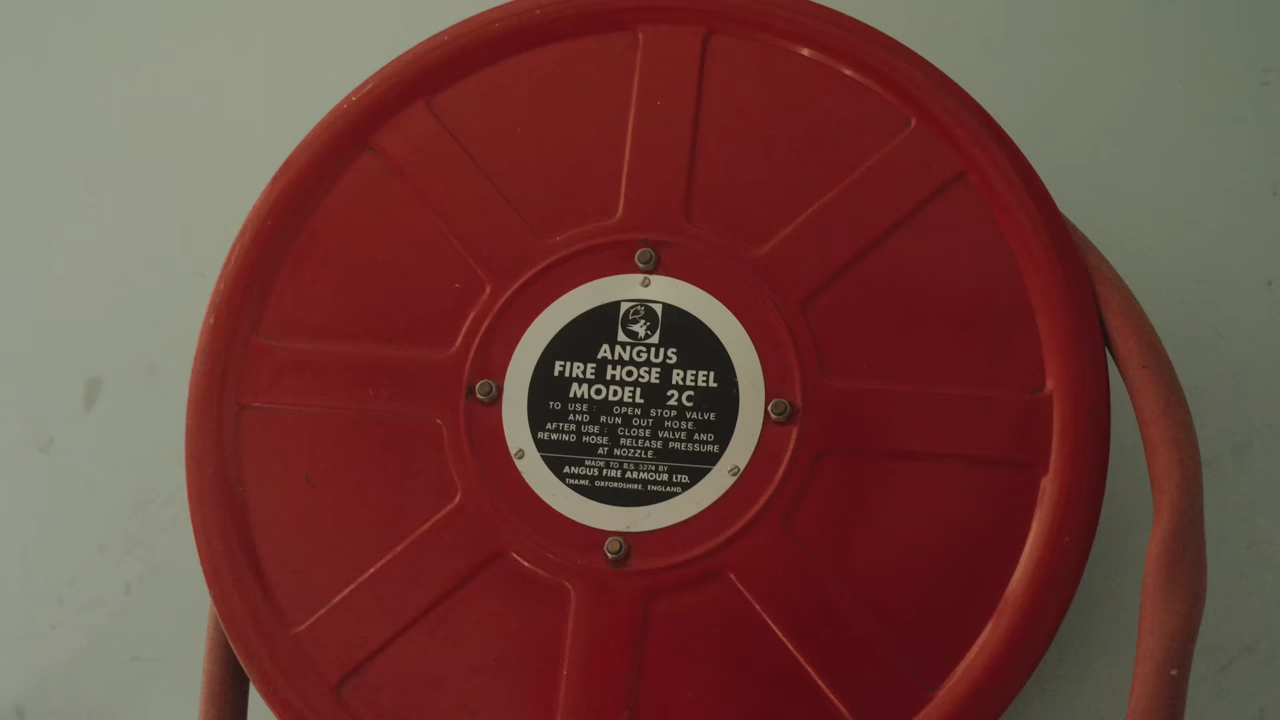 ANGUS
FIRE HOSE REEL
MODEL 2C
TO USE : OPEN STOP VALVE
AND RUN OUT HOSE.
AFTER USE : CLOSE VALVE AND
REWIND HOSE. RELEASE PRESSURE
AT NOZZLE.
MADE TO B.S. 5274 BY
ANGUS FIRE ARMOUR LTD.
THAME, OXFORDSHIRE, ENGLAND.